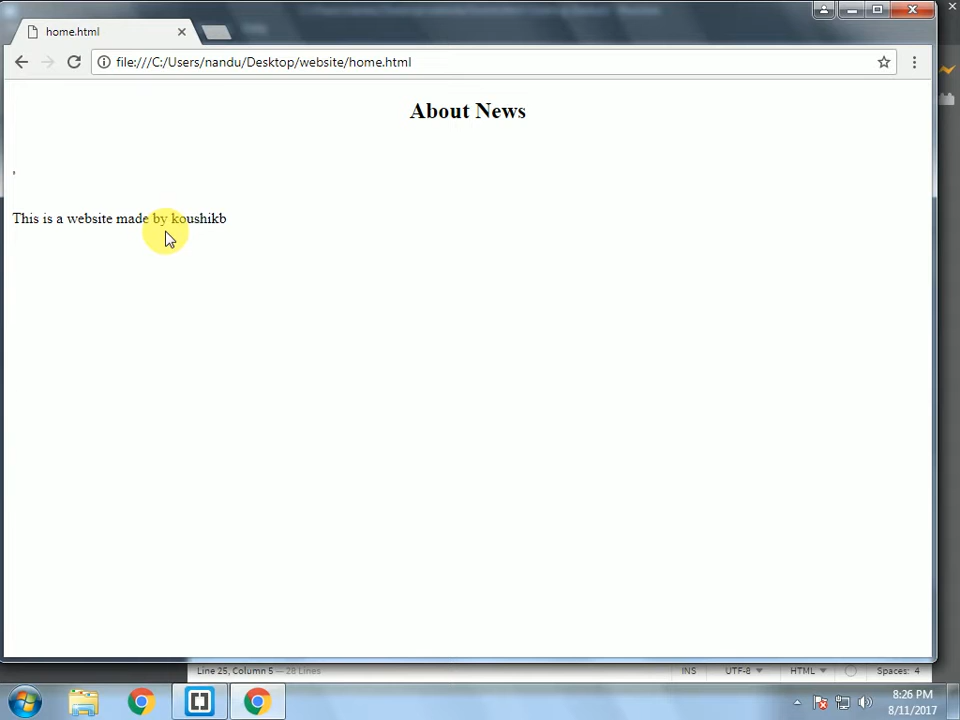 home.html
file:///C:/Users/nandu/Desktop/website/home.html
About News
'
This is a website made by koushikb
Line 25, Column 5 — 28 Lines
INS
UTF-8
HTML
Spaces: 4
8:26 PM
8/11/2017